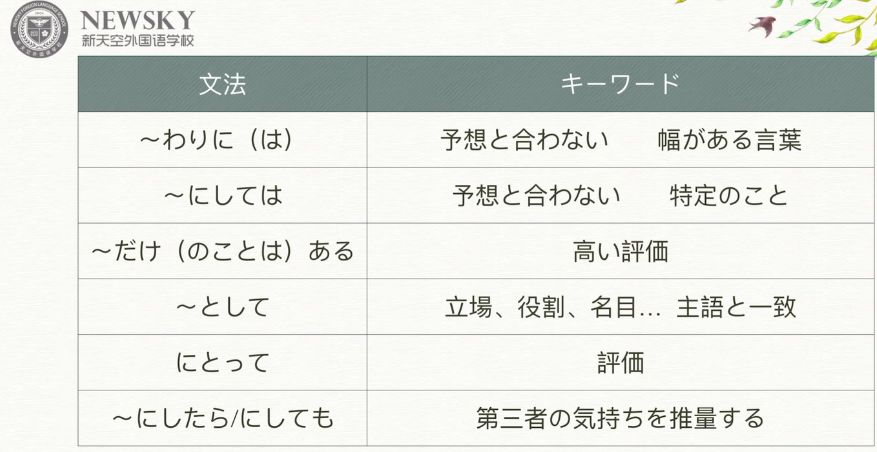 NEWSKY
新天空外国语学校
文法 キーワード
～わりに（は） 予想と合わない 幅がある言葉
～にしては 予想と合わない 特定のこと
～だけ（のことは）ある 高い評価
～として 立場、役割、名目… 主語と一致
にとって 評価
～にしたら/にしても 第三者の気持ちを推量する